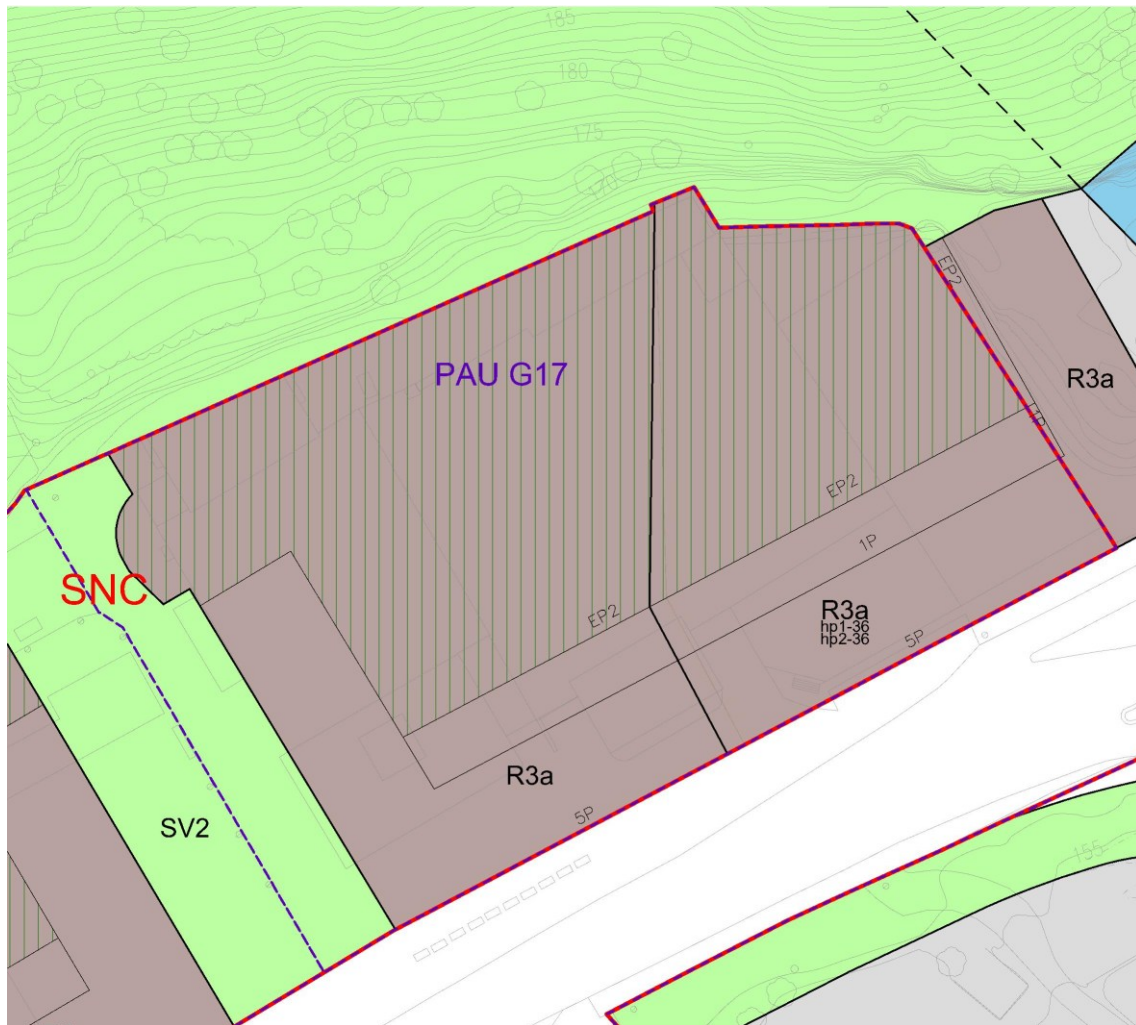 185
180
175
170
EP2
R3a
PAU G17
1P
EP2
1P
SNC
R3a
hp1-36
hp2-36
EP2
5P
R3a
5P
SV2
155